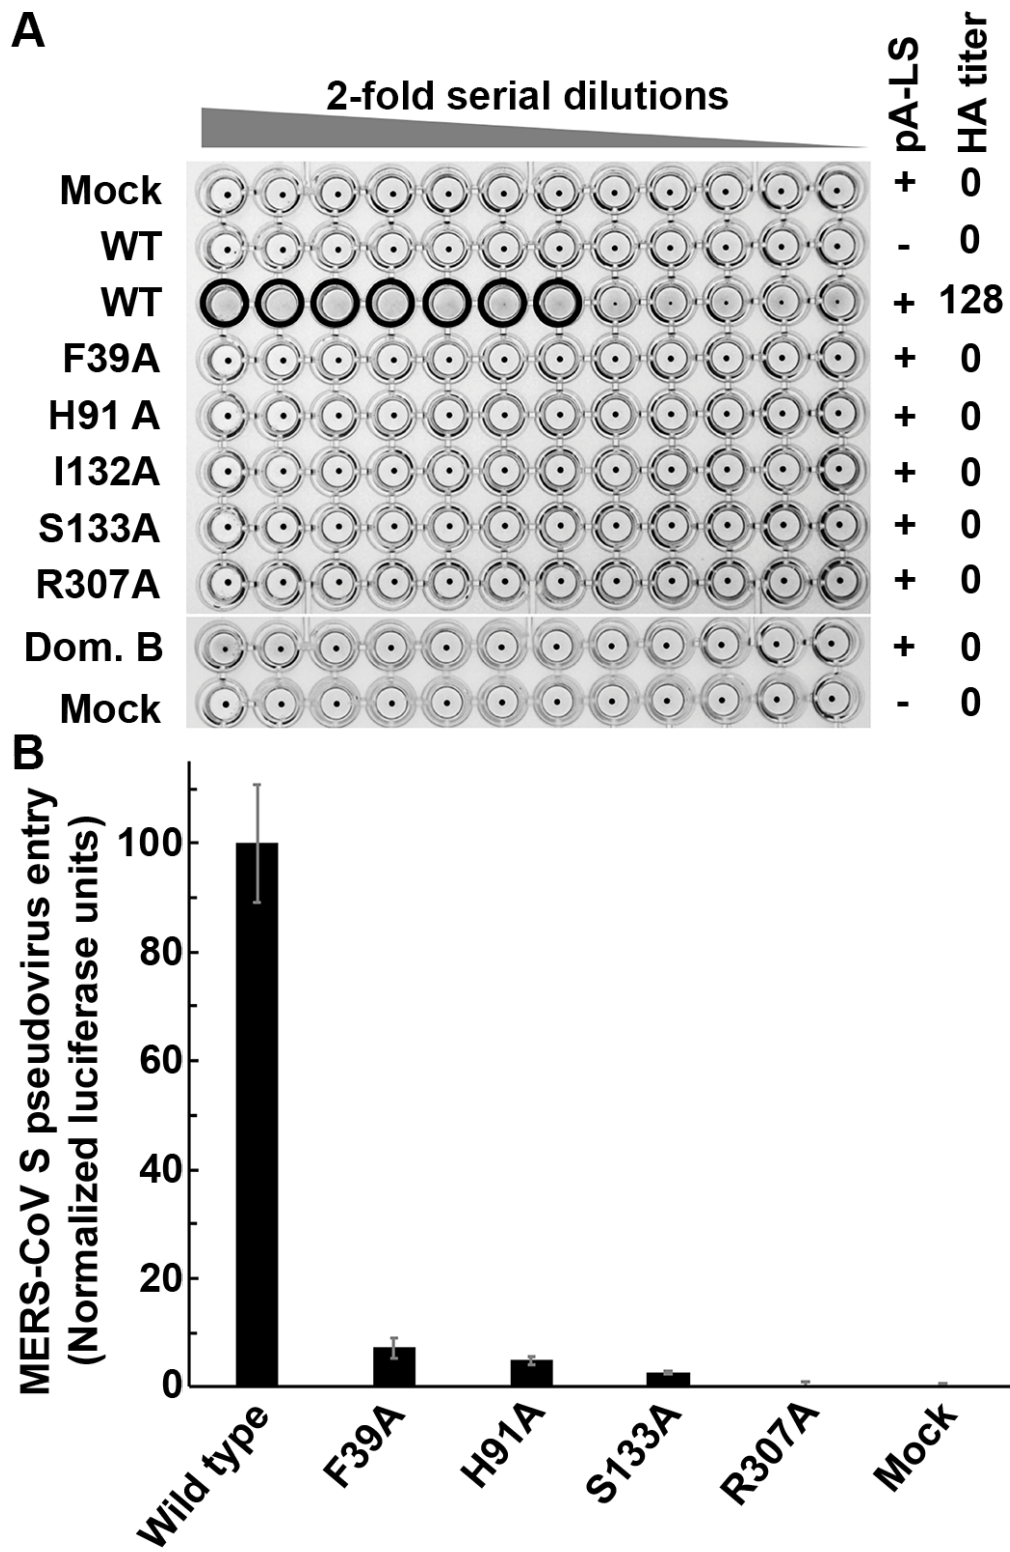 A
2-fold serial dilutions
pA-LS
HA titer
Mock + 0
WT - 0
WT + 128
F39A + 0
H91 A + 0
I132A + 0
S133A + 0
R307A + 0
Dom. B + 0
Mock - 0
B
MERS-CoV S pseudovirus entry
(Normalized luciferase units)
100
80
60
40
20
0
Wild type
F39A
H91A
S133A
R307A
Mock